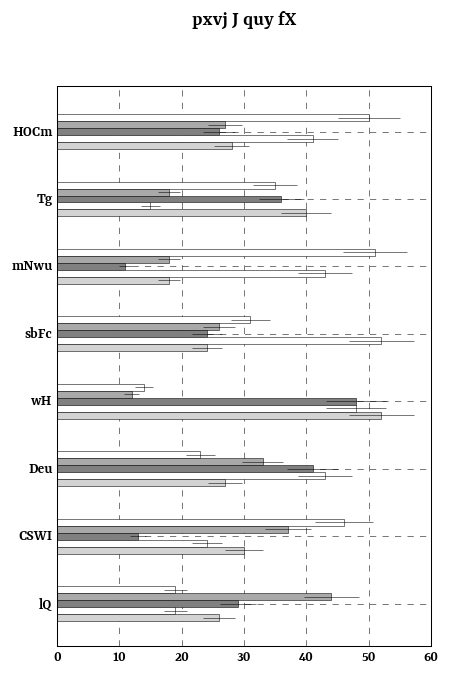 pxvj J quy fX
HOCm
Tg
mNwu
sbFc
wH
Deu
CSWI
lQ
0 10 20 30 40 50 60